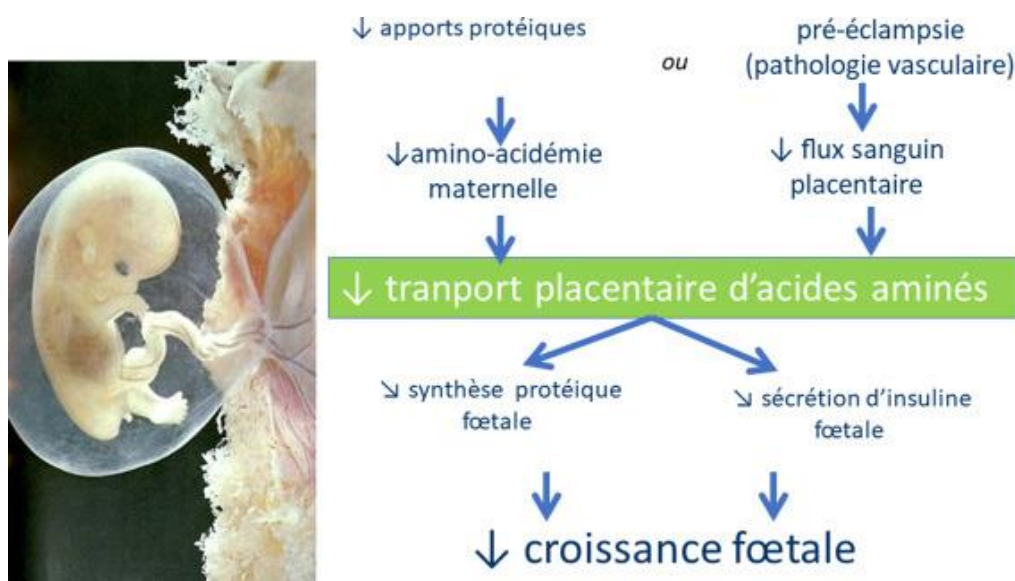 ↓ apports protéiques
ou
pré-éclampsie
(pathologie vasculaire)
↓amino-acidémie
maternelle
↓ flux sanguin
placentaire
↓ tranport placentaire d’acides aminés
↘ synthèse protéique
fœtale
↘ sécrétion d’insuline
fœtale
↓ croissance fœtale